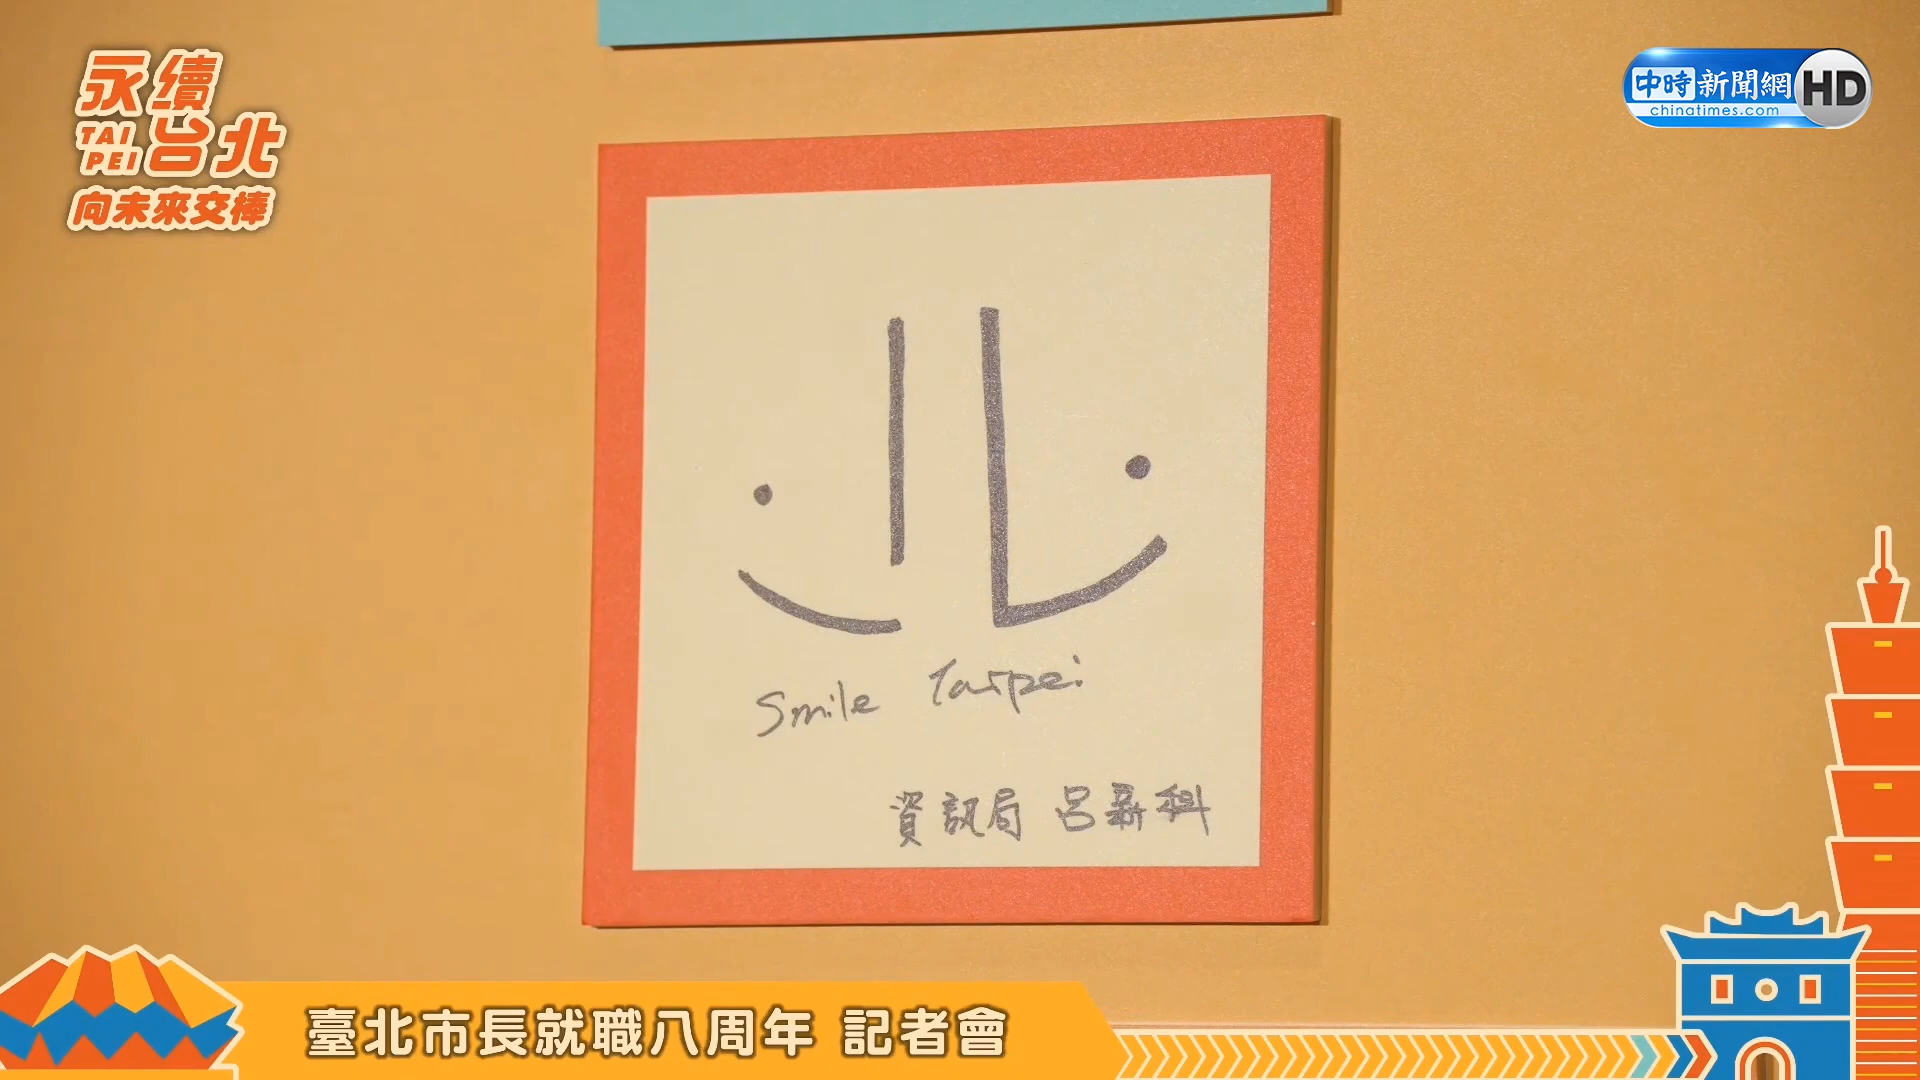 永續
TAI
PEI
台北
向未來交棒
中時新聞網 HD
chinatimes.com
北
Smile Taipei
資訊局 呂新科
臺北市長就職八周年 記者會